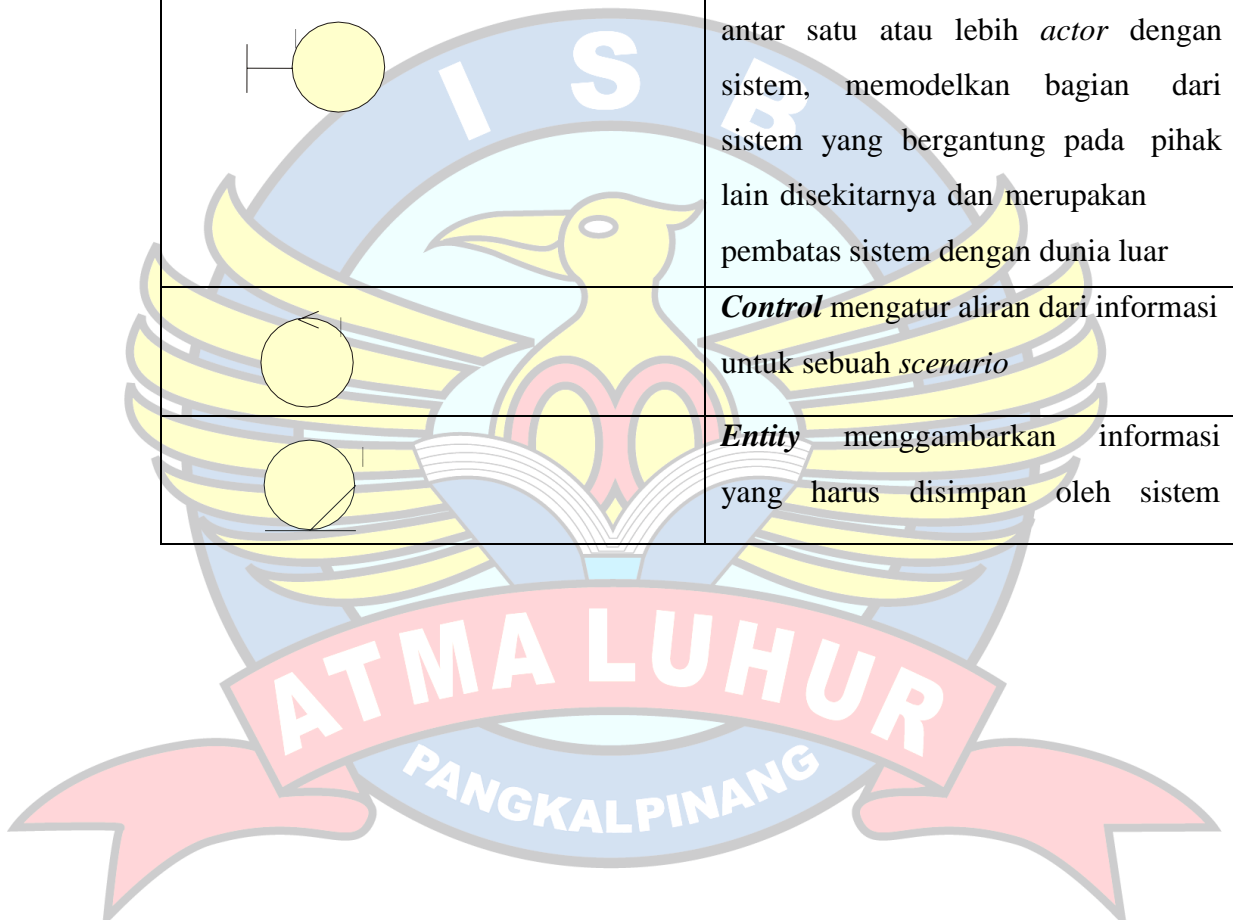 antar satu atau lebih actor dengan
sistem, memodelkan bagian dari
sistem yang bergantung pada pihak
lain disekitarnya dan merupakan
pembatas sistem dengan dunia luar
Control mengatur aliran dari informasi
untuk sebuah scenario
Entity menggambarkan informasi
yang harus disimpan oleh sistem
I S B
ATMA LUHUR
PANGKALPINANG